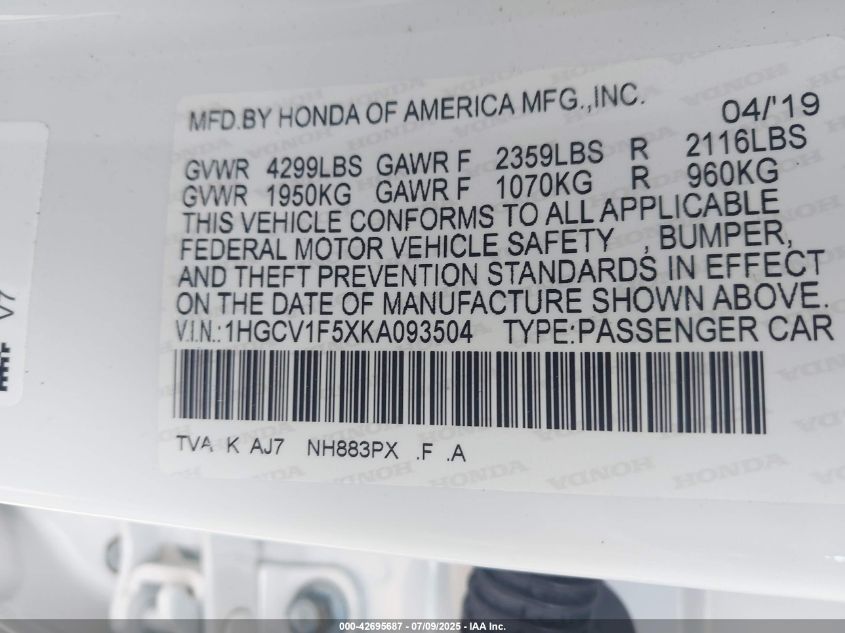 MFD.BY HONDA OF AMERICA MFG.,INC. 04/'19
GVWR 4299LBS GAWR F 2359LBS R 2116LBS
GVWR 1950KG GAWR F 1070KG R 960KG
THIS VEHICLE CONFORMS TO ALL APPLICABLE
FEDERAL MOTOR VEHICLE SAFETY , BUMPER,
AND THEFT PREVENTION STANDARDS IN EFFECT
ON THE DATE OF MANUFACTURE SHOWN ABOVE.
V.I.N.:1HGCV1F5XKA093504 TYPE:PASSENGER CAR
TVA K AJ7 NH883PX .F .A
V7
000-42695687 - 07/09/2025 - IAA Inc.